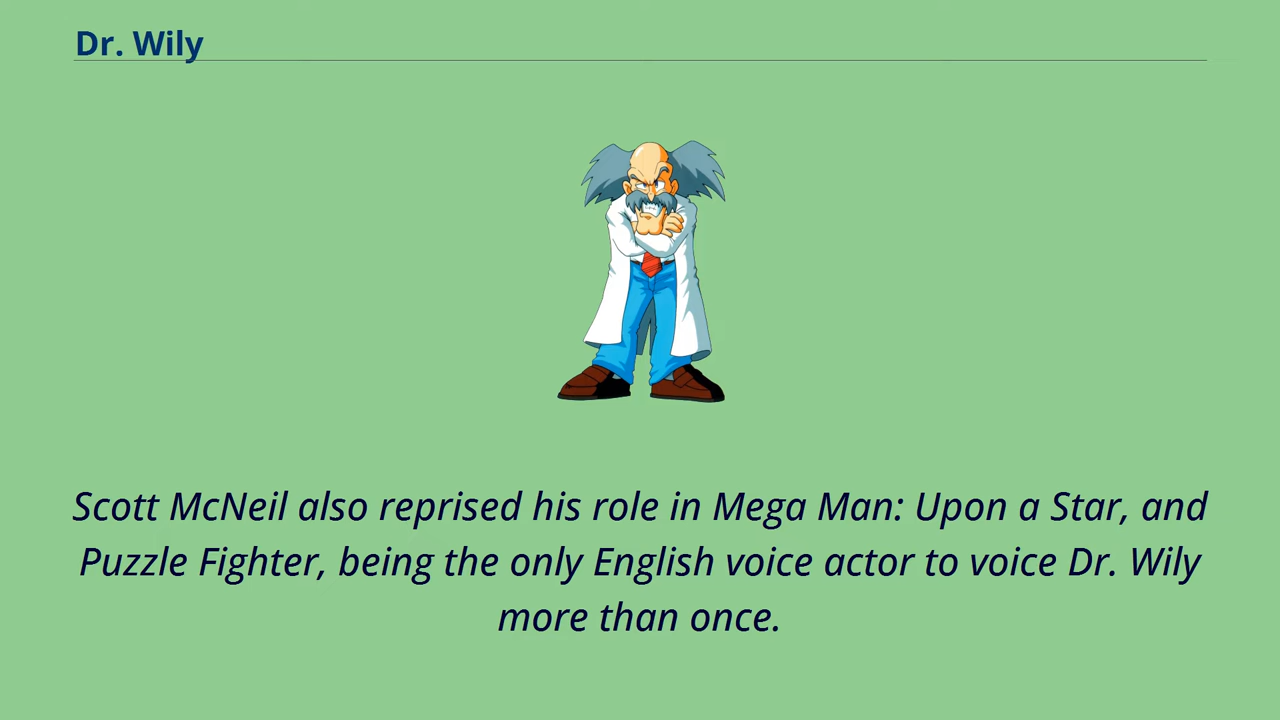 Dr. Wily
Scott McNeil also reprised his role in Mega Man: Upon a Star, and
Puzzle Fighter, being the only English voice actor to voice Dr. Wily
more than once.